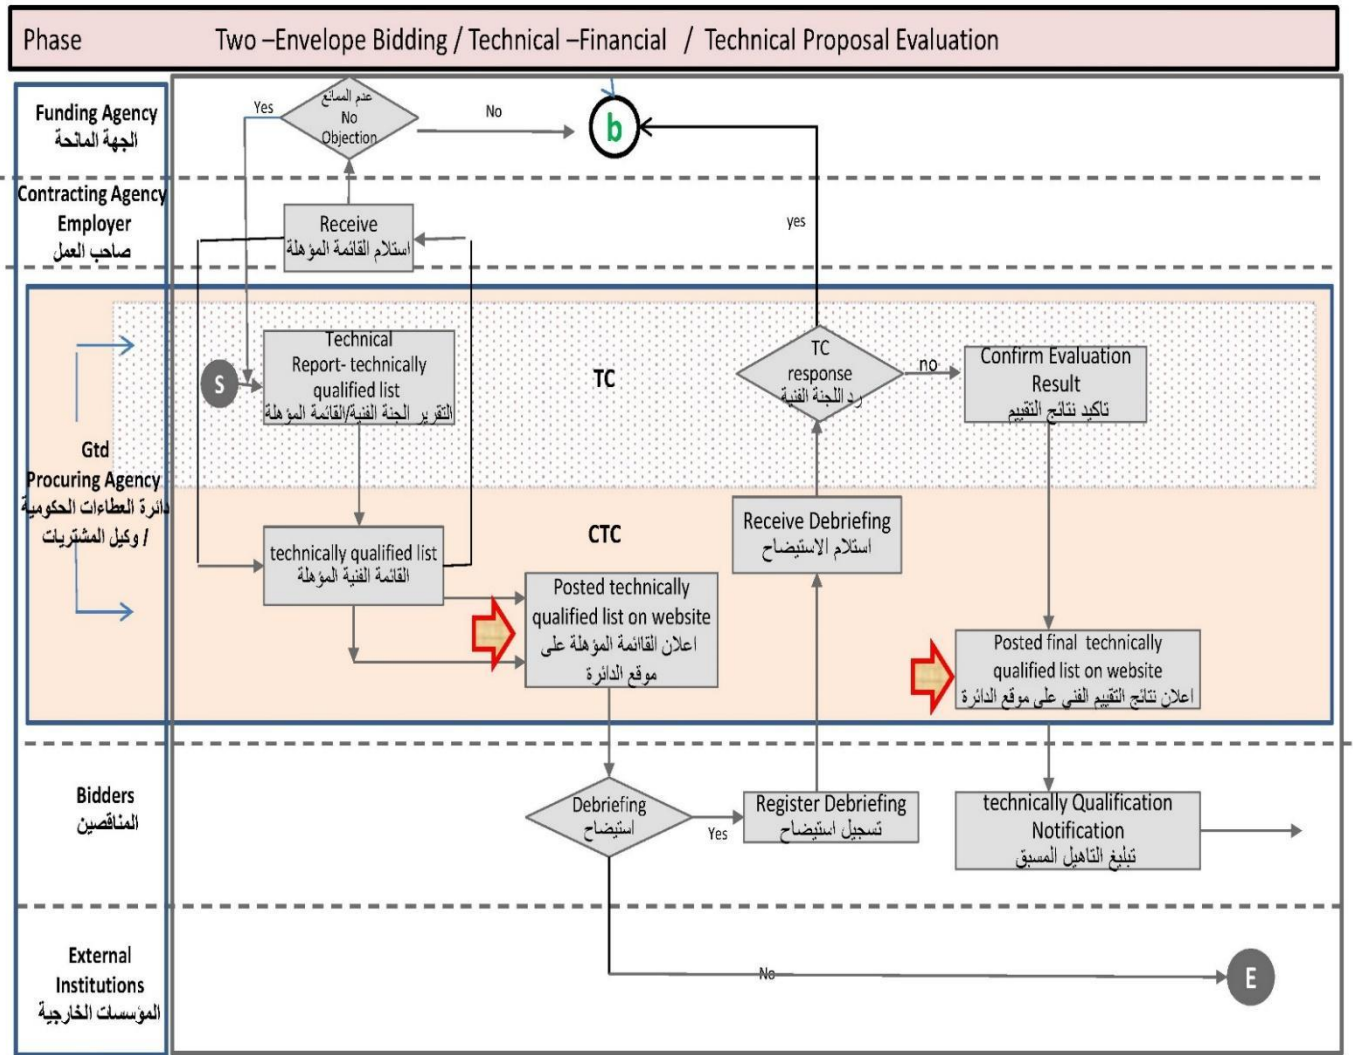 Phase Two –Envelope Bidding / Technical –Financial / Technical Proposal Evaluation
Funding Agency
الجهة المانحة
Yes
عدم الممانع
No
Objection
No
b
Contracting Agency
Employer
صاحب العمل
Receive
استلام القائمة المؤهلة
yes
Gtd
Procuring Agency
دائرة العطاءات الحكومية
/ وكيل المشتريات
S
Technical
Report- technically
qualified list
التقرير الجنة الفنية/القائمة المؤهلة
TC
TC
response
رد اللجنة الفنية
no
Confirm Evaluation
Result
تاكيد نتائج التقييم
technically qualified list
القائمة الفنية المؤهلة
CTC
Posted technically
qualified list on website
اعلان القاائمة المؤهلة على
موقع الدائرة
Receive Debriefing
استلام الاستيضاح
Posted final technically
qualified list on website
اعلان نتائج التقييم الفني على موقع الدائرة
Bidders
المناقصين
Debriefing
استيضاح
Yes
Register Debriefing
تسجيل استيضاح
technically Qualification
Notification
تبليغ التاهيل المسبق
External
Institutions
المؤسسات الخارجية
No
E